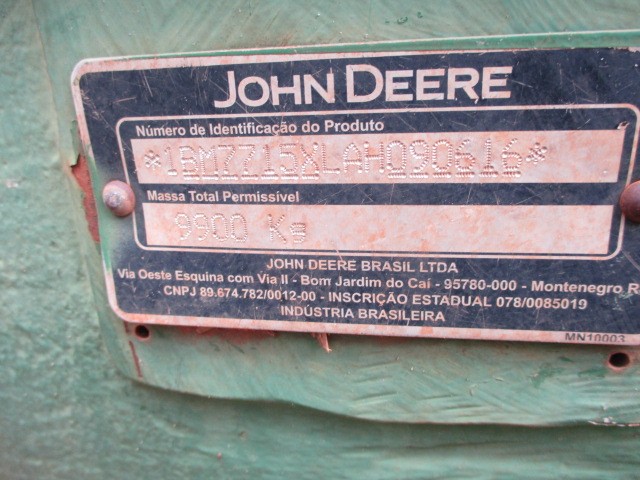 JOHN DEERE
Número de Identificação do Produto
*1BM7715XLAH090616*
Massa Total Permissível
9900 Kg
JOHN DEERE BRASIL LTDA
Via Oeste Esquina com Via II - Bom Jardim do Caí - 95780-000 - Montenegro R
CNPJ 89.674.782/0012-00 - INSCRIÇÃO ESTADUAL 078/0085019
INDÚSTRIA BRASILEIRA
MN10003